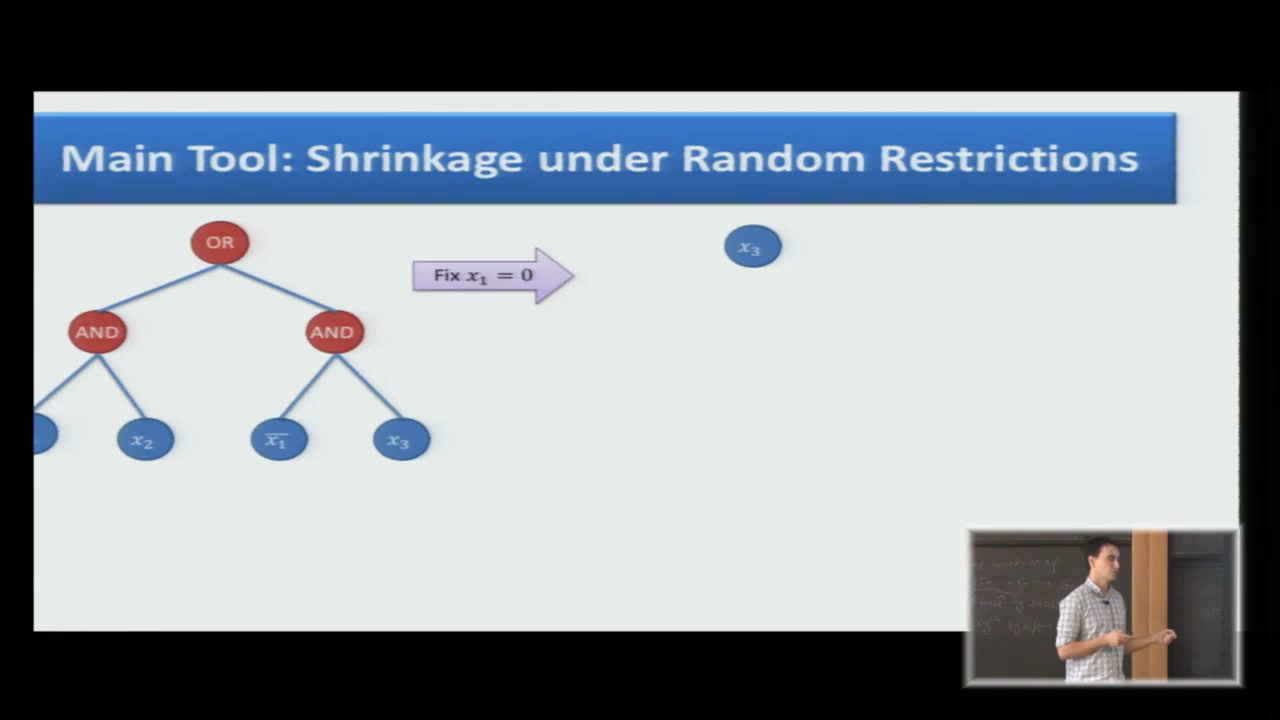 Main Tool: Shrinkage under Random Restrictions
OR
Fix x₁ = 0
x₃
AND
AND
x₂
x̅₁
x₃